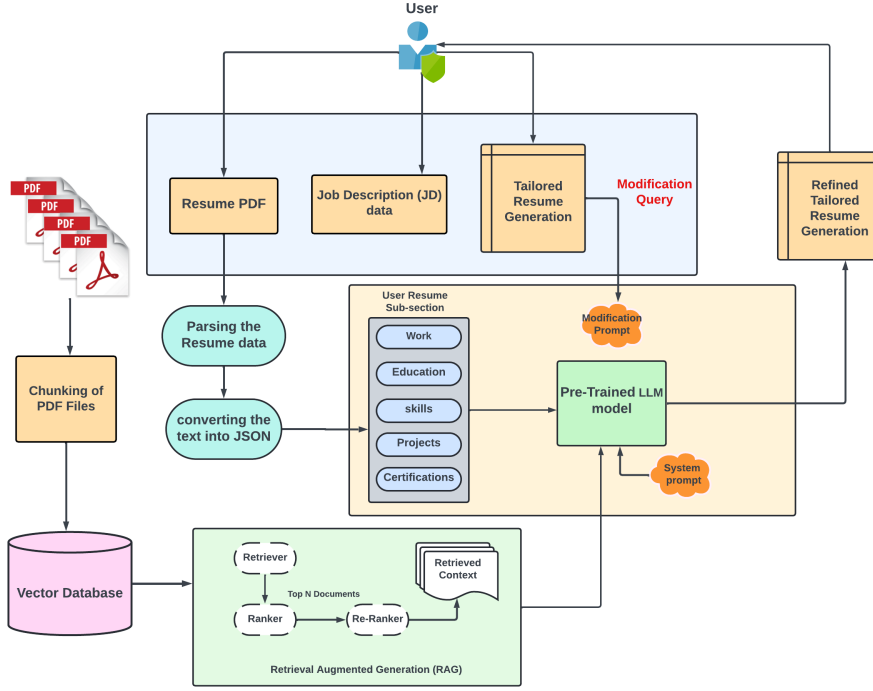 User
Resume PDF
Job Description (JD)
data
Tailored
Resume
Generation
Modification
Query
Refined
Tailored
Resume
Generation
PDF
PDF
PDF
PDF
Parsing the
Resume data
User Resume
Sub-section
Modification
Prompt
Work
Education
skills
Projects
Certifications
Pre-Trained LLM
model
System
prompt
Chunking of
PDF Files
converting the
text into JSON
Vector Database
Retriever
Top N Documents
Ranker
Re-Ranker
Retrieved
Context
Retrieval Augmented Generation (RAG)